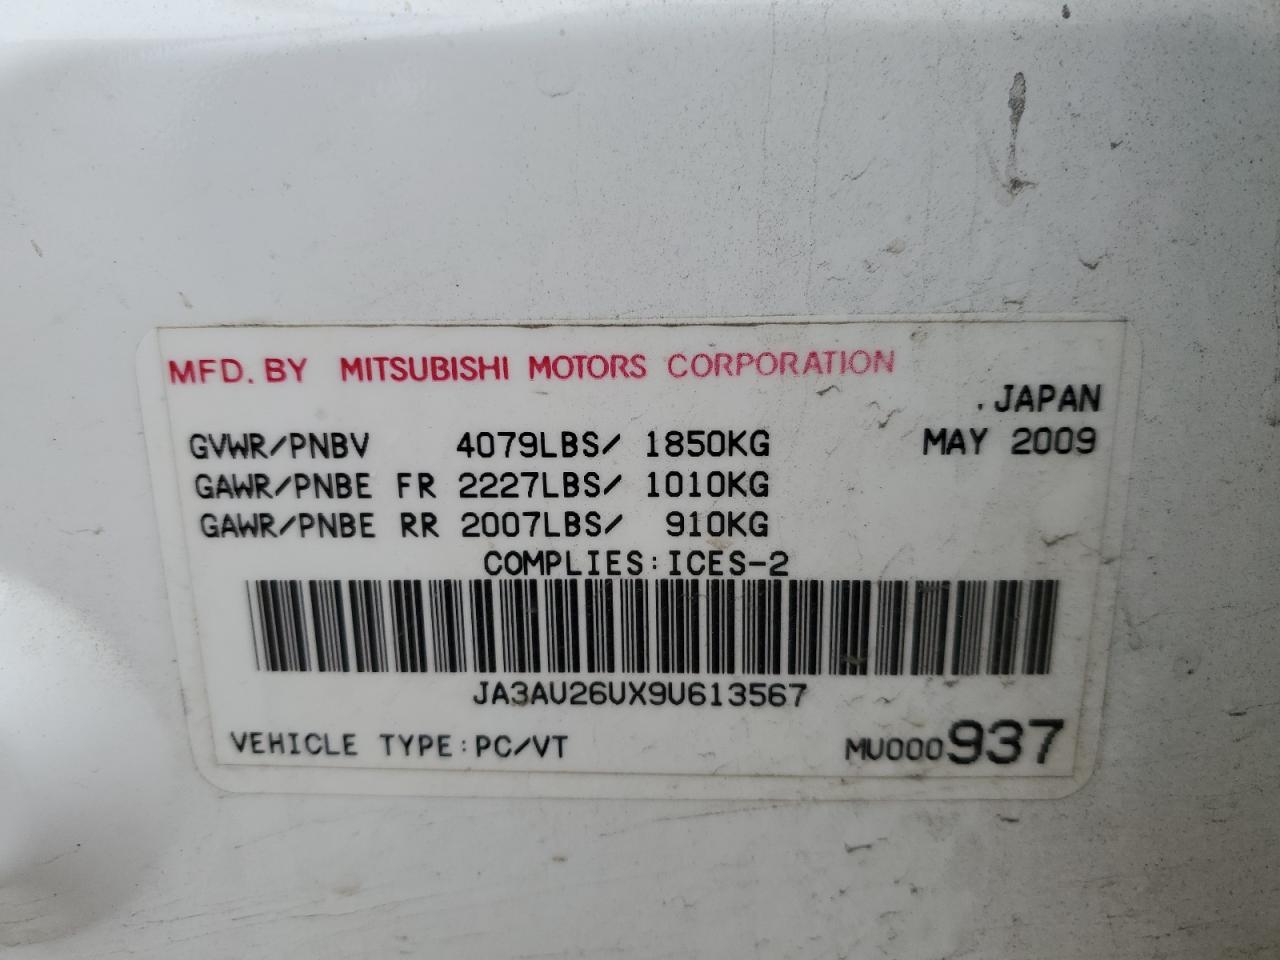 MFD. BY MITSUBISHI MOTORS CORPORATION
. JAPAN
GVWR/PNBV 4079LBS/ 1850KG MAY 2009
GAWR/PNBE FR 2227LBS/ 1010KG
GAWR/PNBE RR 2007LBS/ 910KG
COMPLIES:ICES-2
JA3AU26UX9U613567
VEHICLE TYPE:PC/VT MU000937